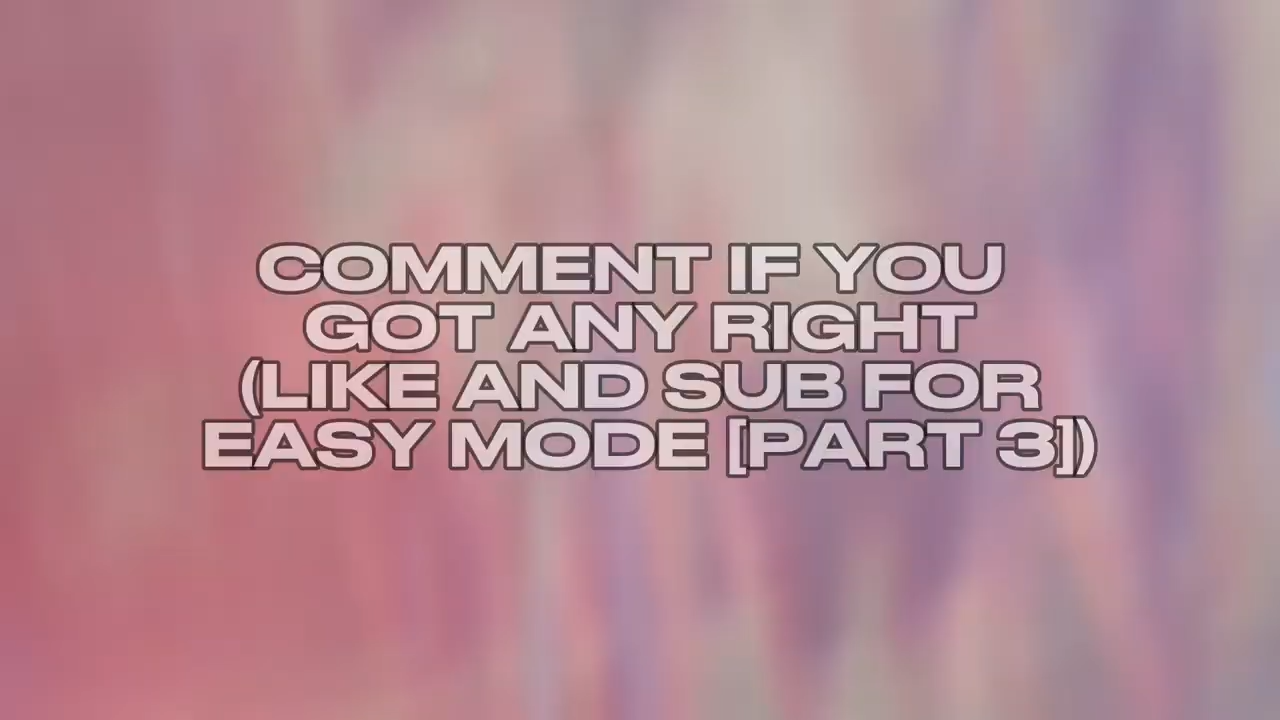 COMMENT IF YOU
GOT ANY RIGHT
(LIKE AND SUB FOR
EASY MODE [PART 3])